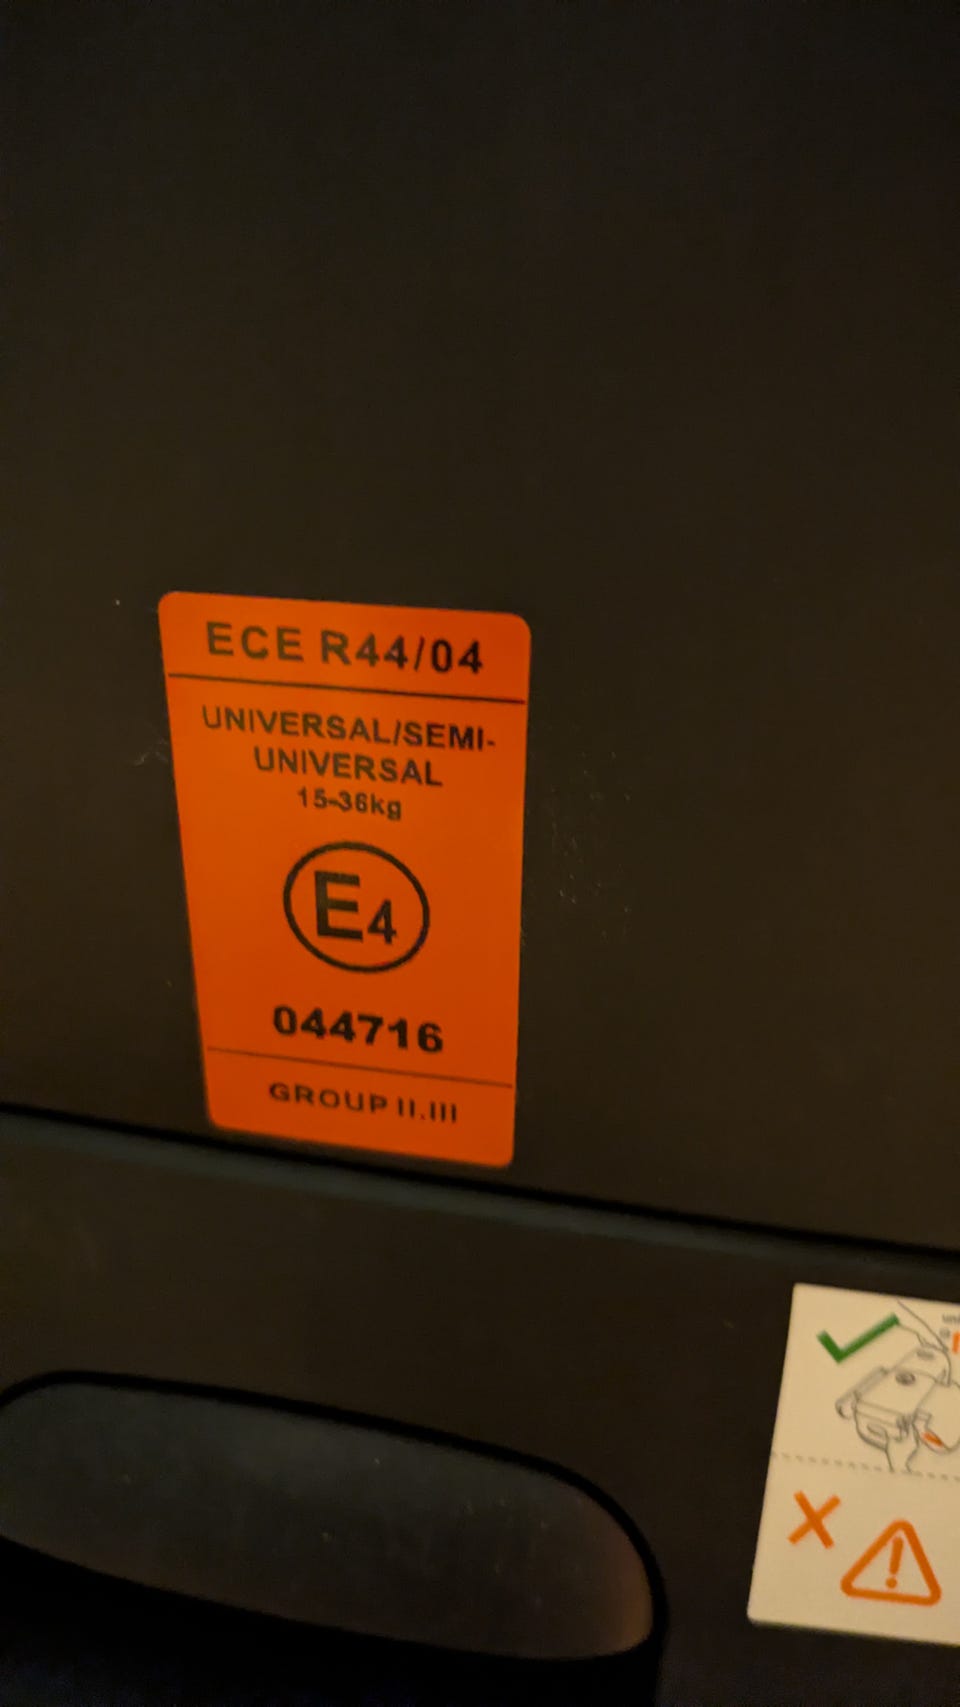 ECE R44/04
UNIVERSAL/SEMI-
UNIVERSAL
15-36kg
E4
044716
GROUP II.III